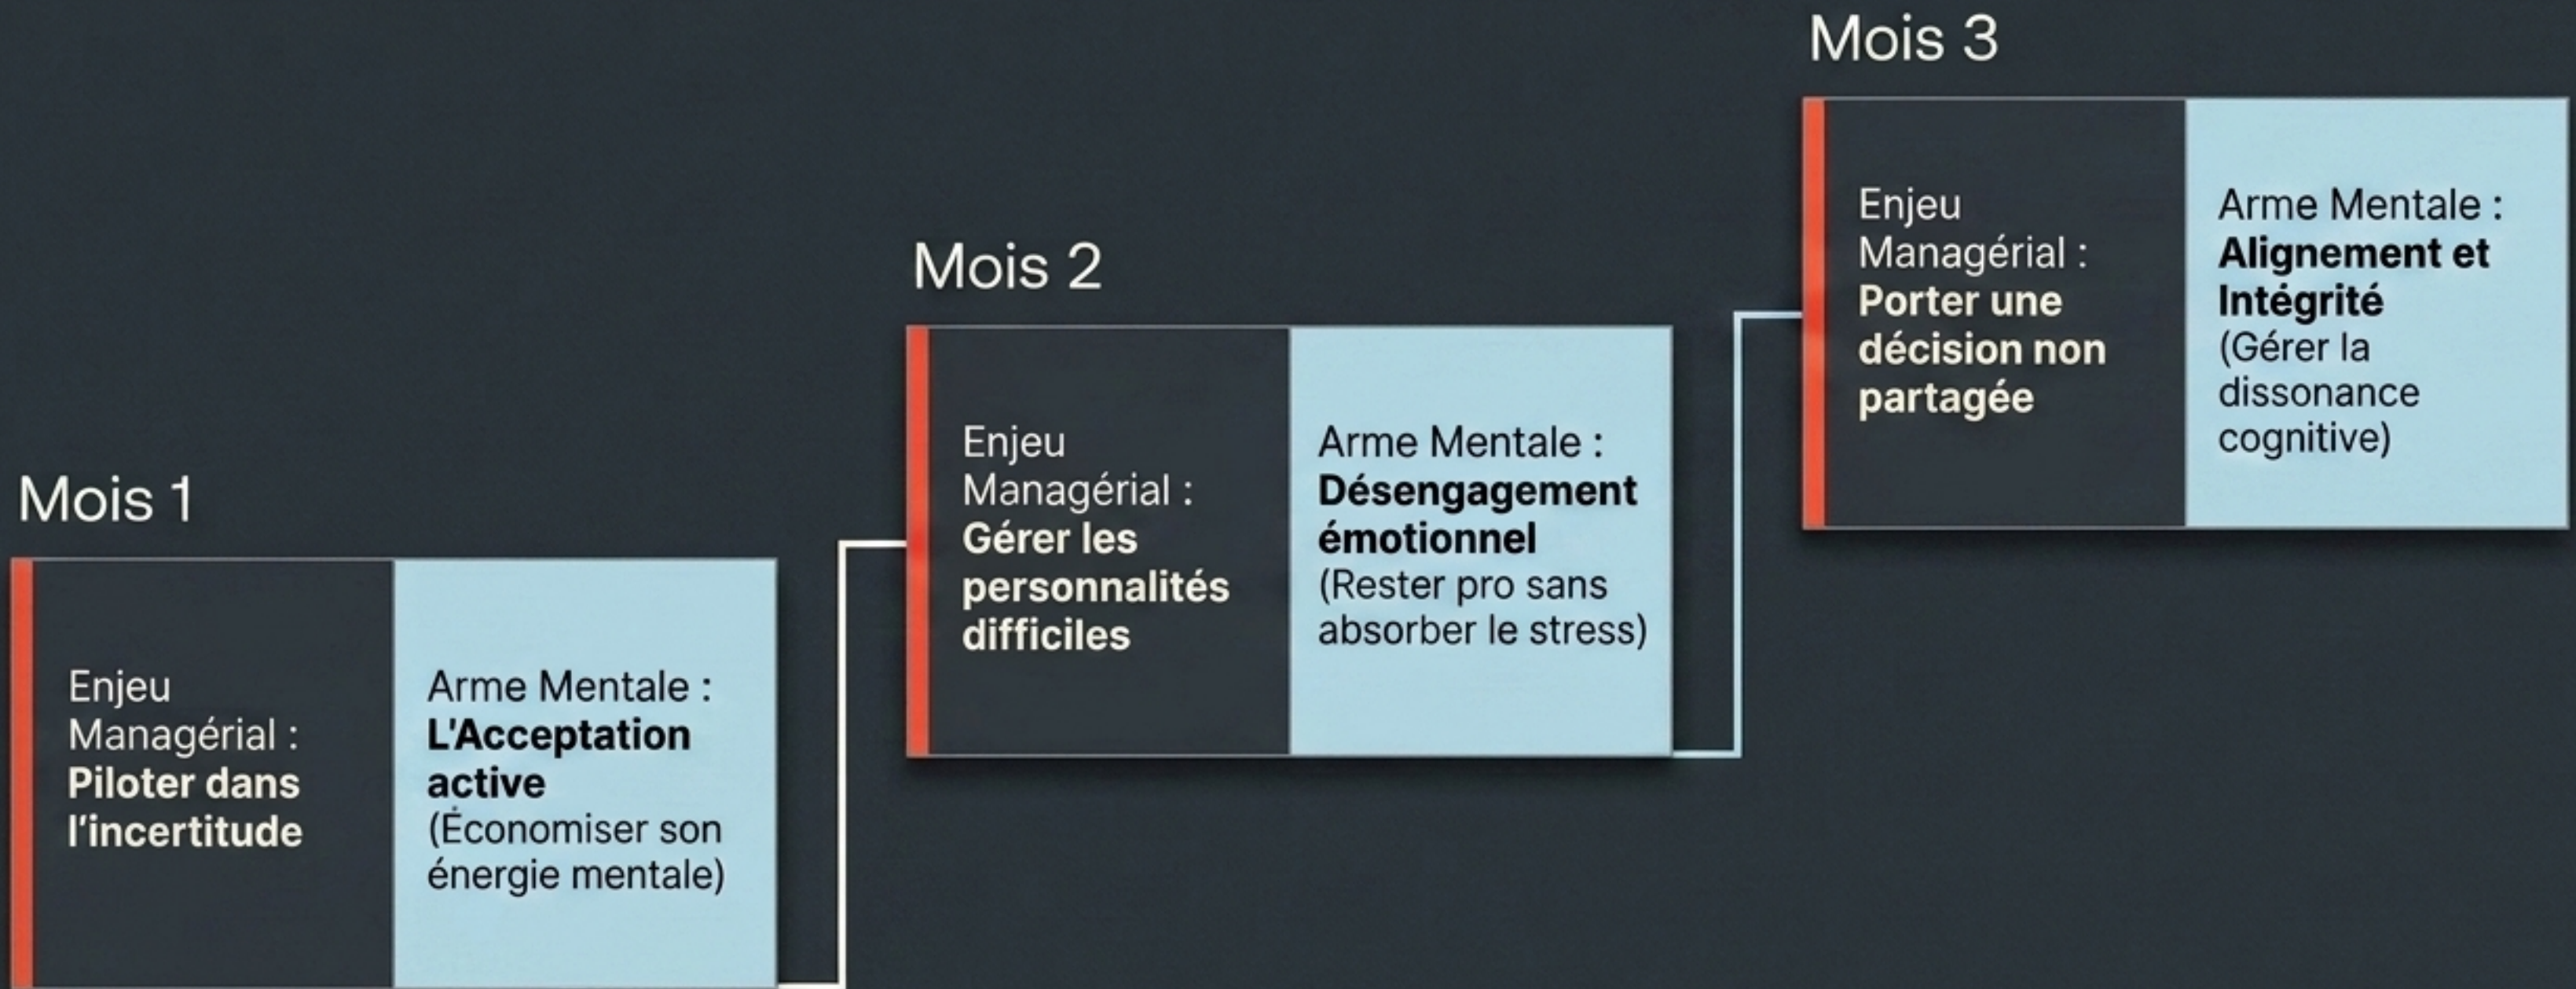 Mois 1
Enjeu
Managérial :
Piloter dans
l'incertitude
Arme Mentale :
L'Acceptation
active
(Économiser son
énergie mentale)
Mois 2
Enjeu
Managérial :
Gérer les
personnalités
difficiles
Arme Mentale :
Désengagement
émotionnel
(Rester pro sans
absorber le stress)
Mois 3
Enjeu
Managérial :
Porter une
décision non
partagée
Arme Mentale :
Alignement et
Intégrité
(Gérer la
dissonance
cognitive)